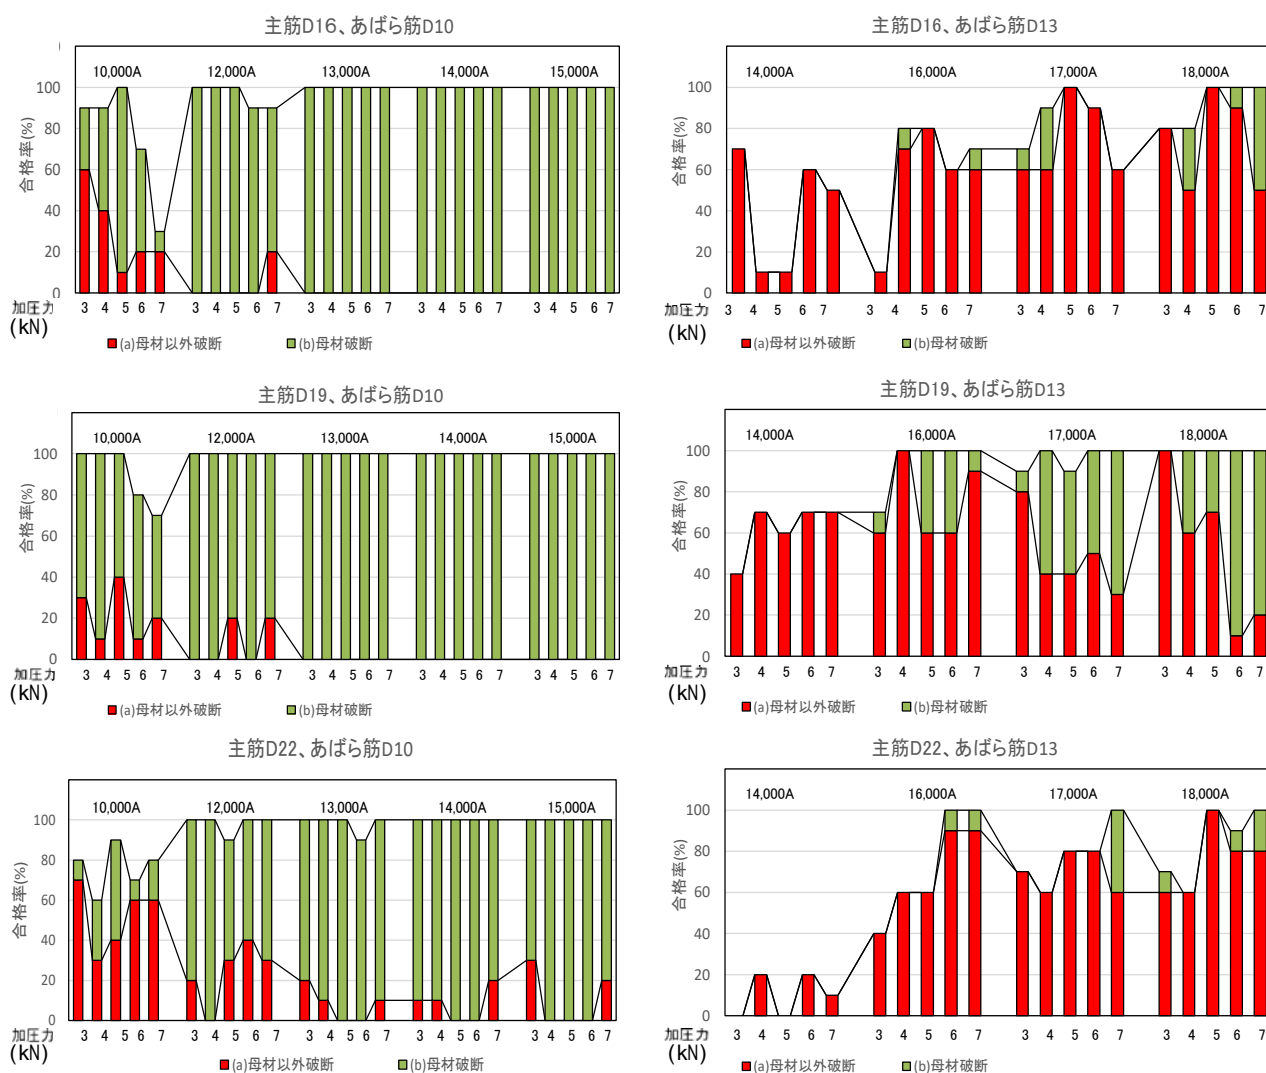 主筋D16、あばら筋D10
10,000A 12,000A 13,000A 14,000A 15,000A
合格率(%)
100
80
60
40
20
0
加圧力
(kN)
3 4 5 6 7 3 4 5 6 7 3 4 5 6 7 3 4 5 6 7 3 4 5 6 7
(a)母材以外破断 (b)母材破断
主筋D16、あばら筋D13
14,000A 16,000A 17,000A 18,000A
合格率(%)
100
80
60
40
20
0
加圧力
(kN)
3 4 5 6 7 3 4 5 6 7 3 4 5 6 7 3 4 5 6 7
(a)母材以外破断 (b)母材破断
主筋D19、あばら筋D10
10,000A 12,000A 13,000A 14,000A 15,000A
合格率(%)
100
80
60
40
20
0
加圧力
(kN)
3 4 5 6 7 3 4 5 6 7 3 4 5 6 7 3 4 5 6 7 3 4 5 6 7
(a)母材以外破断 (b)母材破断
主筋D19、あばら筋D13
14,000A 16,000A 17,000A 18,000A
合格率(%)
100
80
60
40
20
0
加圧力
(kN)
3 4 5 6 7 3 4 5 6 7 3 4 5 6 7 3 4 5 6 7
(a)母材以外破断 (b)母材破断
主筋D22、あばら筋D10
10,000A 12,000A 13,000A 14,000A 15,000A
合格率(%)
100
80
60
40
20
0
加圧力
(kN)
3 4 5 6 7 3 4 5 6 7 3 4 5 6 7 3 4 5 6 7 3 4 5 6 7
(a)母材以外破断 (b)母材破断
主筋D22、あばら筋D13
14,000A 16,000A 17,000A 18,000A
合格率(%)
100
80
60
40
20
0
加圧力
(kN)
3 4 5 6 7 3 4 5 6 7 3 4 5 6 7 3 4 5 6 7
(a)母材以外破断 (b)母材破断